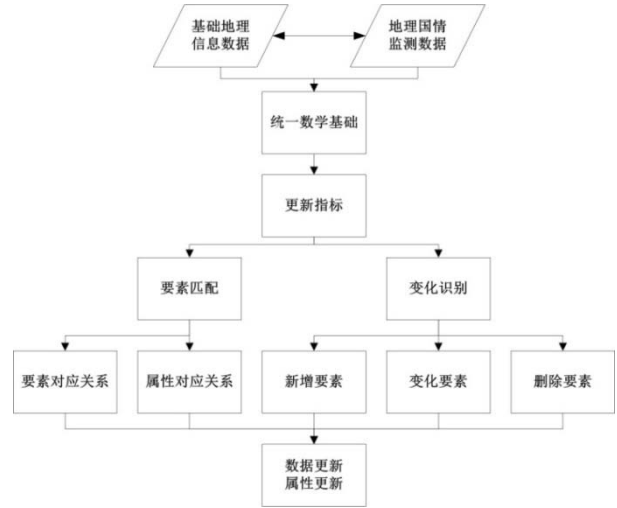 基础地理
信息数据
地理国情
监测数据
统一数学基础
更新指标
要素匹配
变化识别
要素对应关系
属性对应关系
新增要素
变化要素
删除要素
数据更新
属性更新